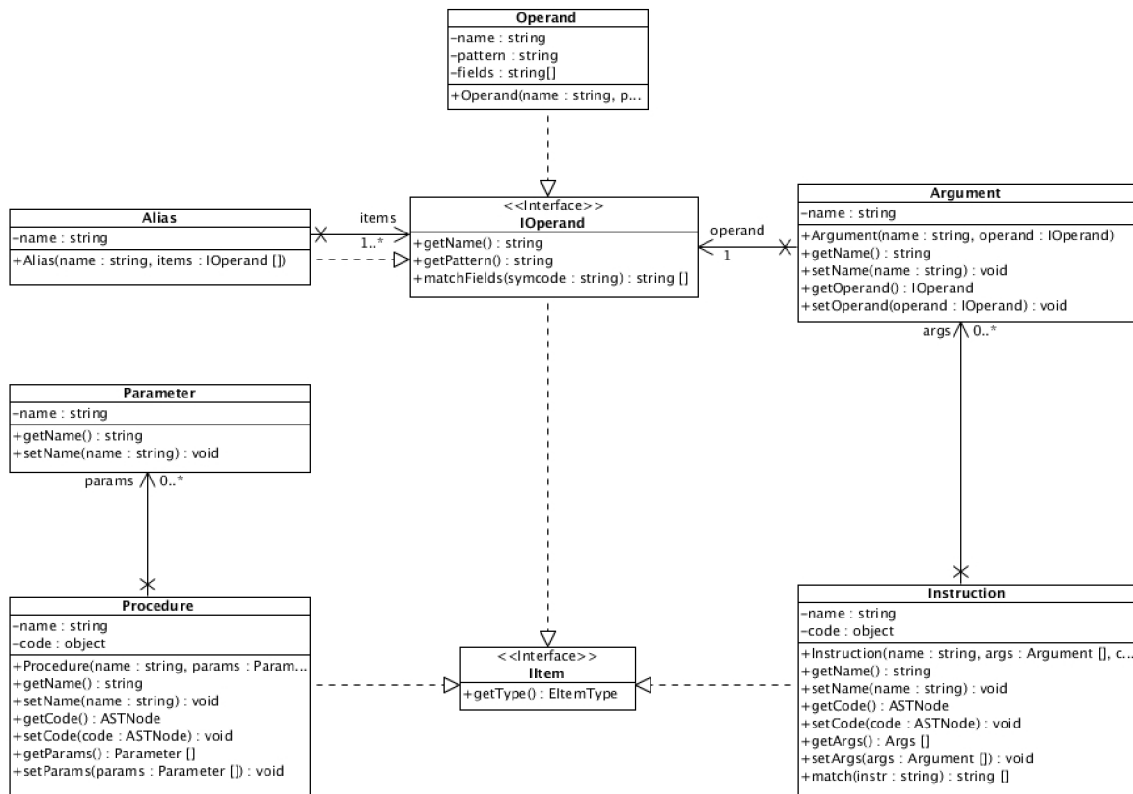 Operand
-name : string
-pattern : string
-fields : string[]
+Operand(name : string, p...
Alias
-name : string
+Alias(name : string, items : IOperand [])
items
1..*
<<Interface>>
IOperand
+getName() : string
+getPattern() : string
+matchFields(symcode : string) : string []
operand
1
Argument
-name : string
+Argument(name : string, operand : IOperand)
+getName() : string
+setName(name : string) : void
+getOperand() : IOperand
+setOperand(operand : IOperand) : void
args 0..*
Parameter
-name : string
+getName() : string
+setName(name : string) : void
params 0..*
Procedure
-name : string
-code : object
+Procedure(name : string, params : Param...
+getName() : string
+setName(name : string) : void
+getCode() : ASTNode
+setCode(code : ASTNode) : void
+getParams() : Parameter []
+setParams(params : Parameter []) : void
<<Interface>>
IItem
+getType() : EItemType
Instruction
-name : string
-code : object
+Instruction(name : string, args : Argument [], c...
+getName() : string
+setName(name : string) : void
+getCode() : ASTNode
+setCode(code : ASTNode) : void
+getArgs() : Args []
+setArgs(args : Argument []) : void
+match(instr : string) : string []